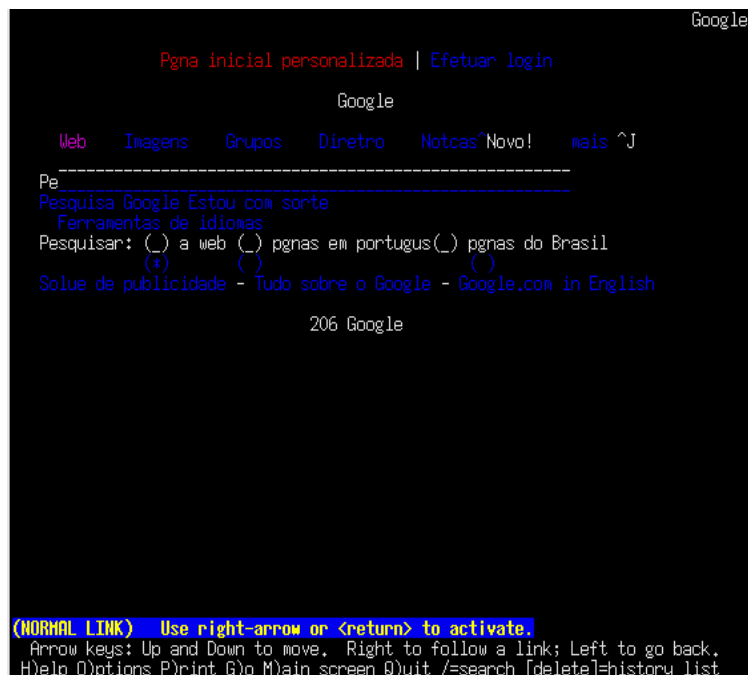 Google
Pgna inicial personalizada | Efetuar login
Google
Web Imagens Grupos Diretro Notcas^Novo! mais ^J
Pe______________________________________________________
Pesquisa Google Estou com sorte
Ferramentas de idiomas
Pesquisar: (_) a web (_) pgnas em portugus(_) pgnas do Brasil
(*) ( ) ( )
Solue de publicidade - Tudo sobre o Google - Google.com in English
206 Google
(NORMAL LINK) Use right-arrow or <return> to activate.
Arrow keys: Up and Down to move. Right to follow a link; Left to go back.
H)elp O)ptions P)rint G)o M)ain screen Q)uit /=search [delete]=history list